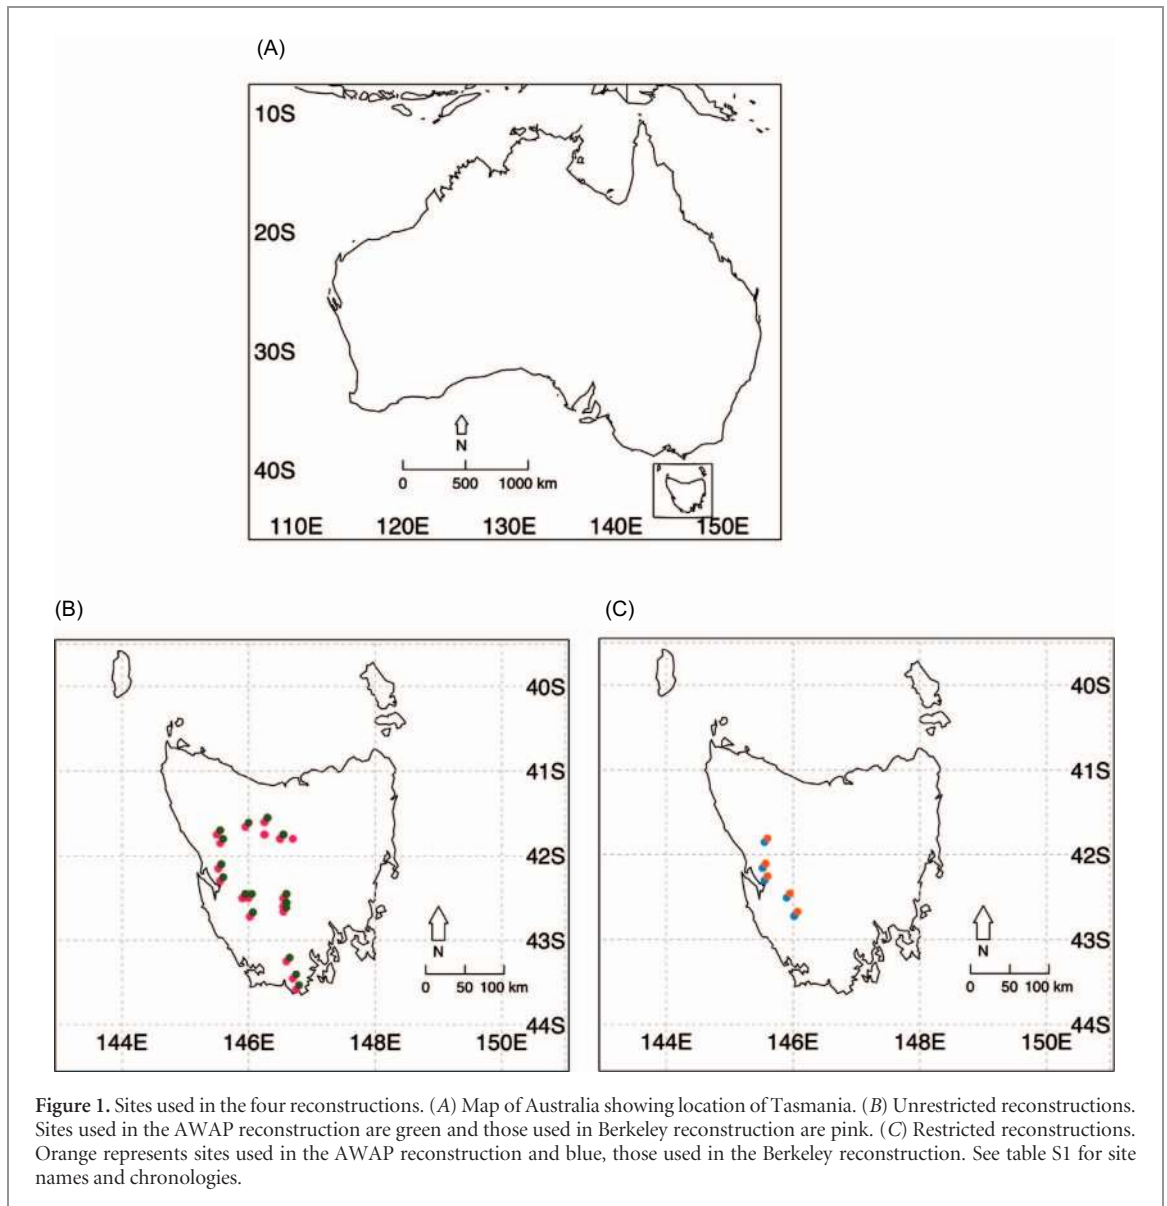 (A)
10S
20S
30S
40S
N
0 500 1000 km
110E 120E 130E 140E 150E
(B)
(C)
40S
41S
42S
43S
44S
N
0 50 100 km
144E 146E 148E 150E
40S
41S
42S
43S
44S
N
0 50 100 km
144E 146E 148E 150E
Figure 1. Sites used in the four reconstructions. (A) Map of Australia showing location of Tasmania. (B) Unrestricted reconstructions.
Sites used in the AWAP reconstruction are green and those used in Berkeley reconstruction are pink. (C) Restricted reconstructions.
Orange represents sites used in the AWAP reconstruction and blue, those used in the Berkeley reconstruction. See table S1 for site
names and chronologies.